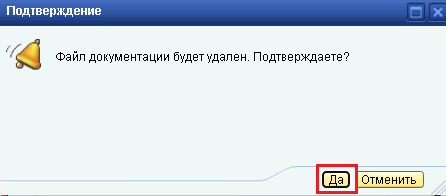 Подтверждение
Файл документации будет удален. Подтверждаете?
Да Отменить